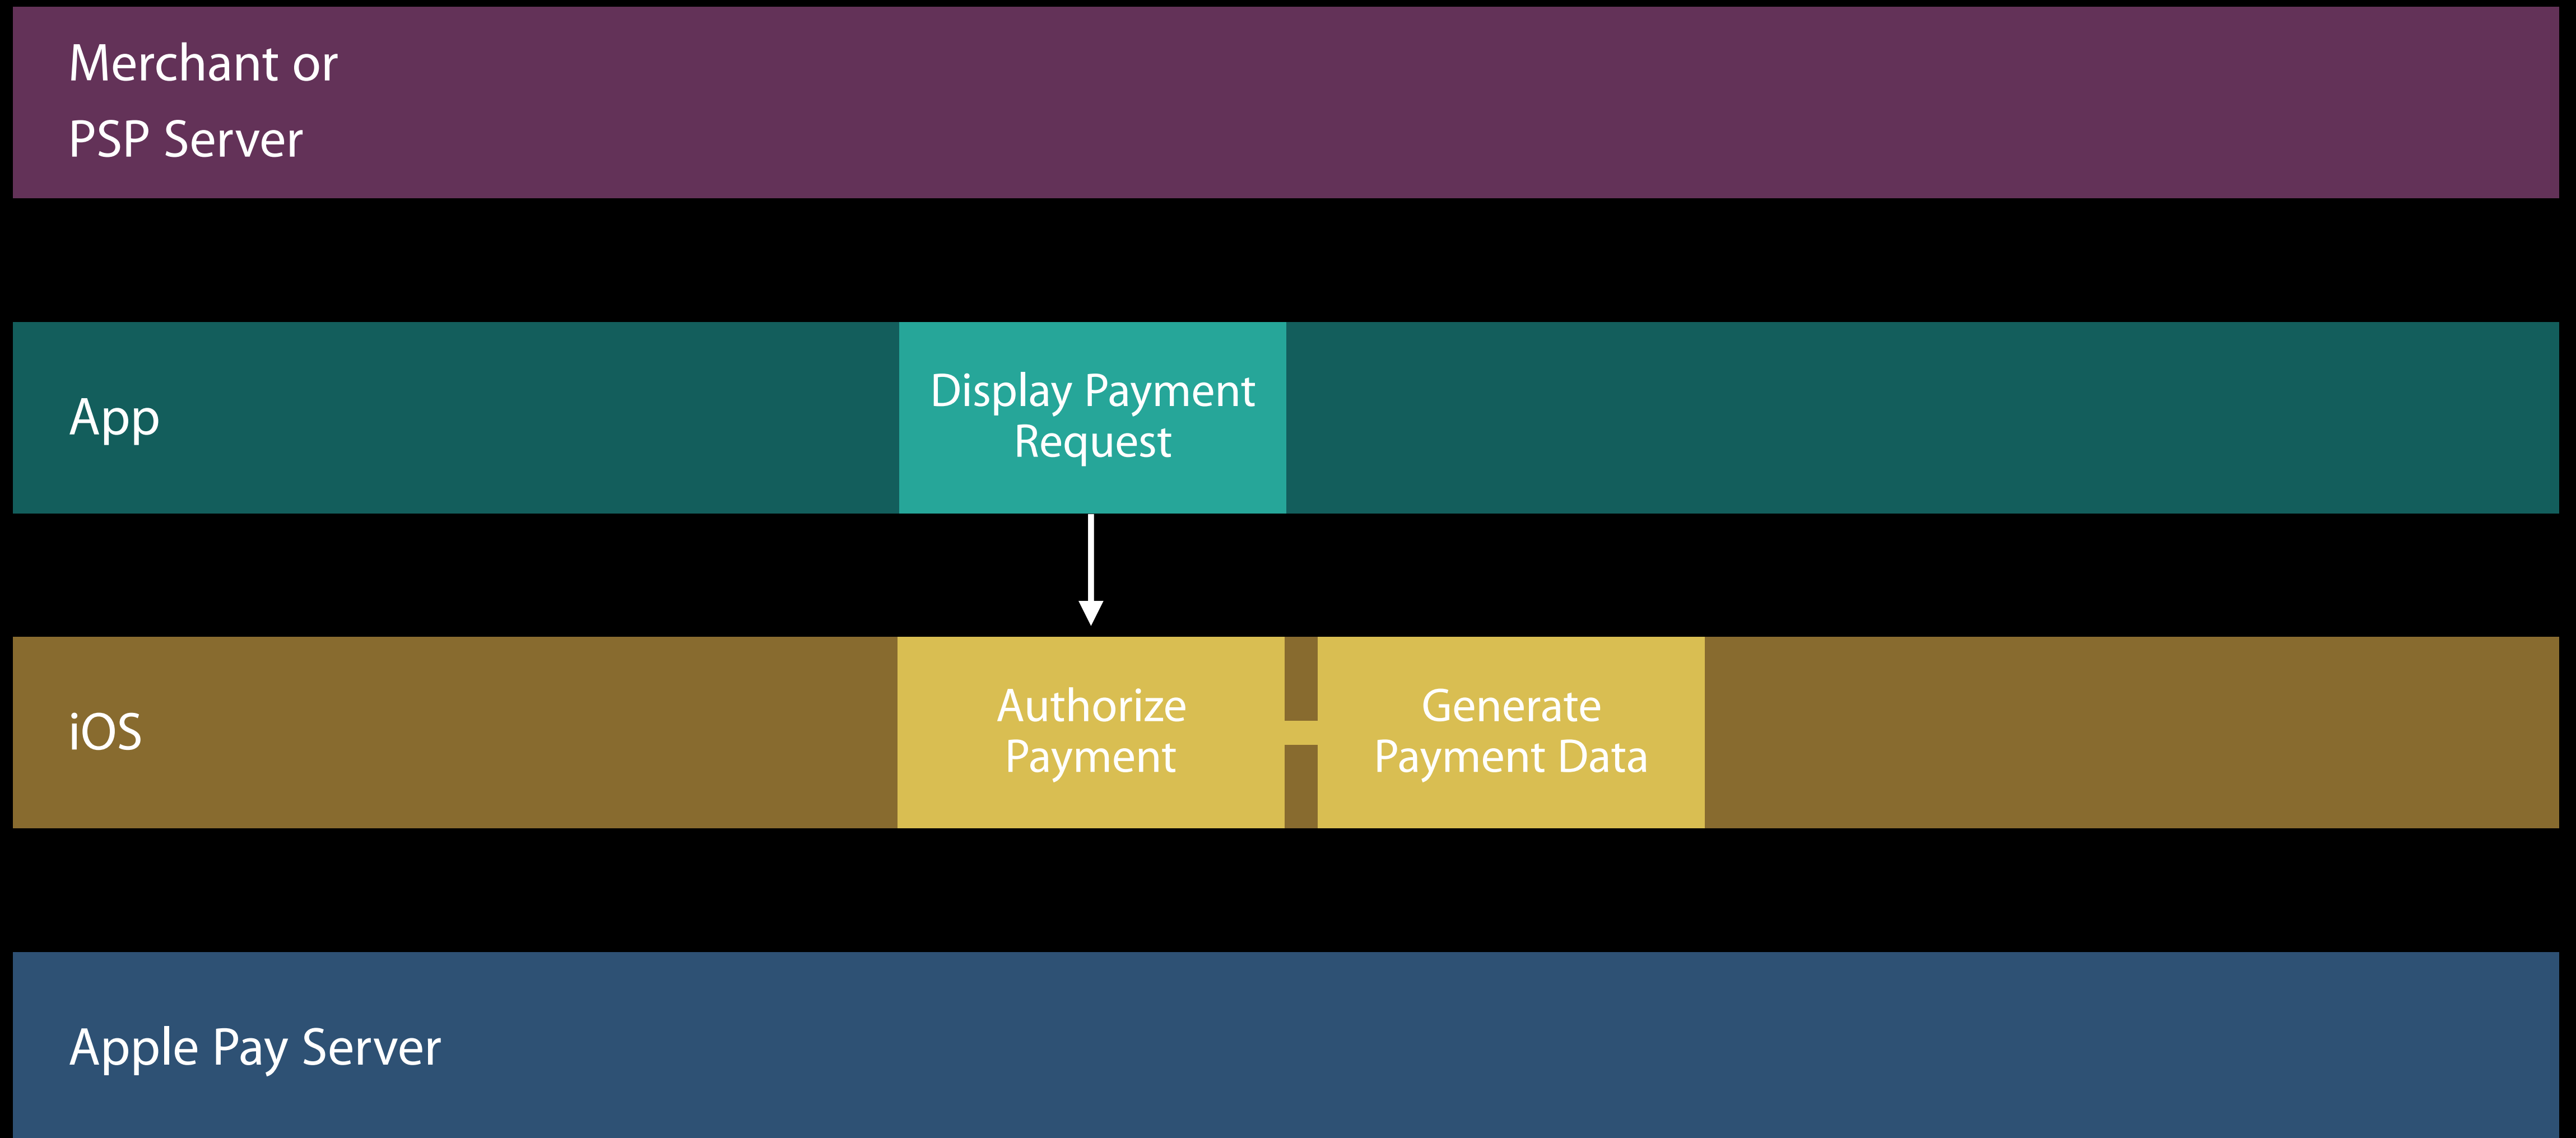 Merchant or
PSP Server
App
Display Payment
Request
iOS
Authorize
Payment
Generate
Payment Data
Apple Pay Server